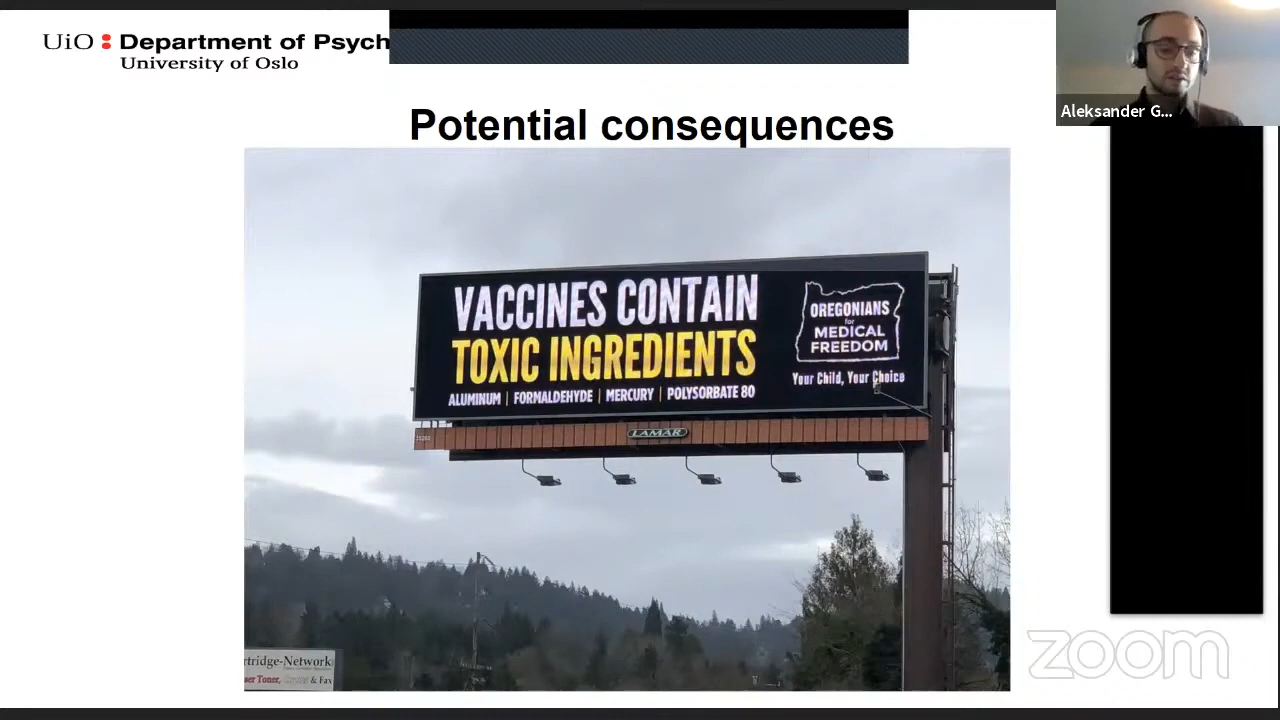 UiO : Department of Psych
University of Oslo
Aleksander G...
Potential consequences
VACCINES CONTAIN
TOXIC INGREDIENTS
ALUMINUM | FORMALDEHYDE | MERCURY | POLYSORBATE 80
OREGONIANS
for
MEDICAL
FREEDOM
Your Child, Your Choice
LAMAR
rtridge-Network
& Fax
zoom